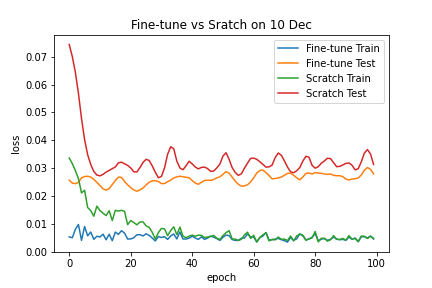 Fine-tune vs Sratch on 10 Dec
Fine-tune Train
Fine-tune Test
Scratch Train
Scratch Test
loss
0.07
0.06
0.05
0.04
0.03
0.02
0.01
0.00
0 20 40 60 80 100
epoch